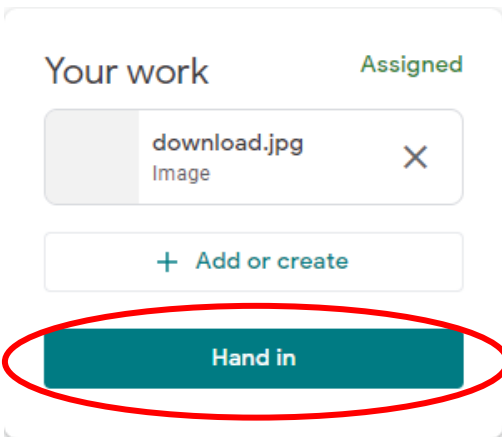 Your work
Assigned
download.jpg
Image
+ Add or create
Hand in